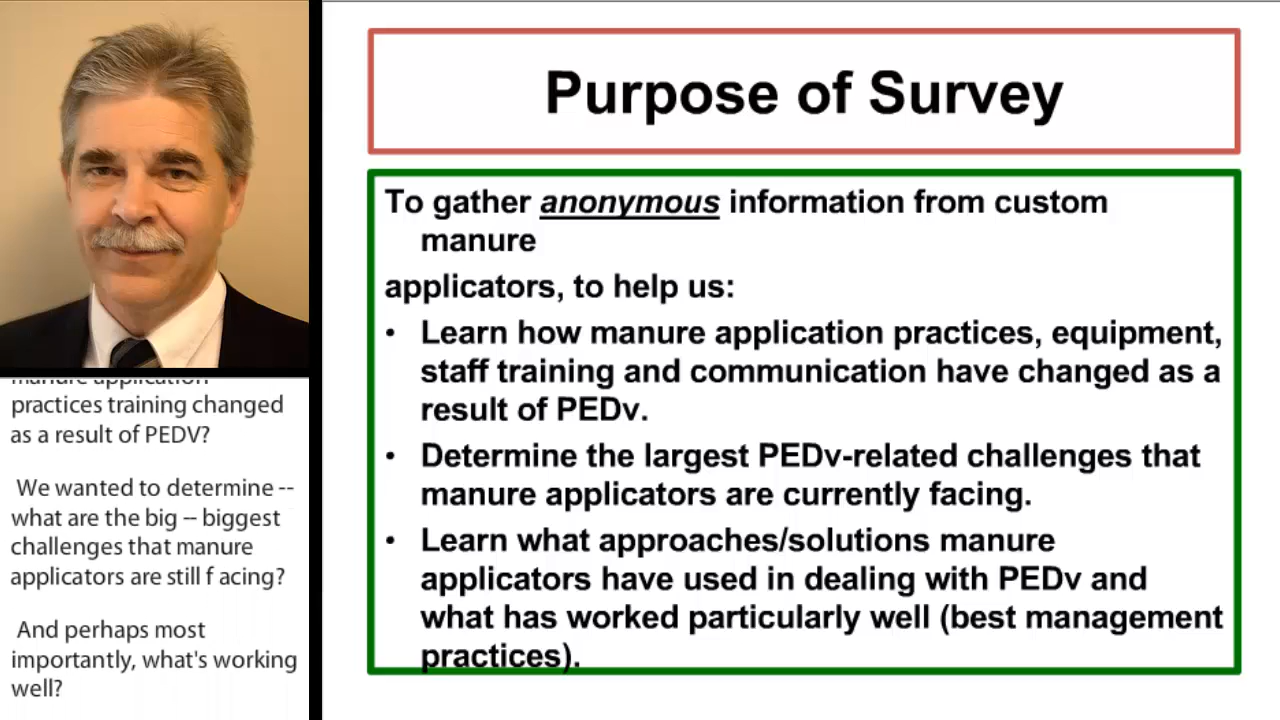 Purpose of Survey
To gather anonymous information from custom
manure
applicators, to help us:
• Learn how manure application practices, equipment,
staff training and communication have changed as a
result of PEDv.
• Determine the largest PEDv-related challenges that
manure applicators are currently facing.
• Learn what approaches/solutions manure
applicators have used in dealing with PEDv and
what has worked particularly well (best management
practices).
manure application
practices training changed
as a result of PEDV?
We wanted to determine --
what are the big -- biggest
challenges that manure
applicators are still f acing?
And perhaps most
importantly, what's working
well?